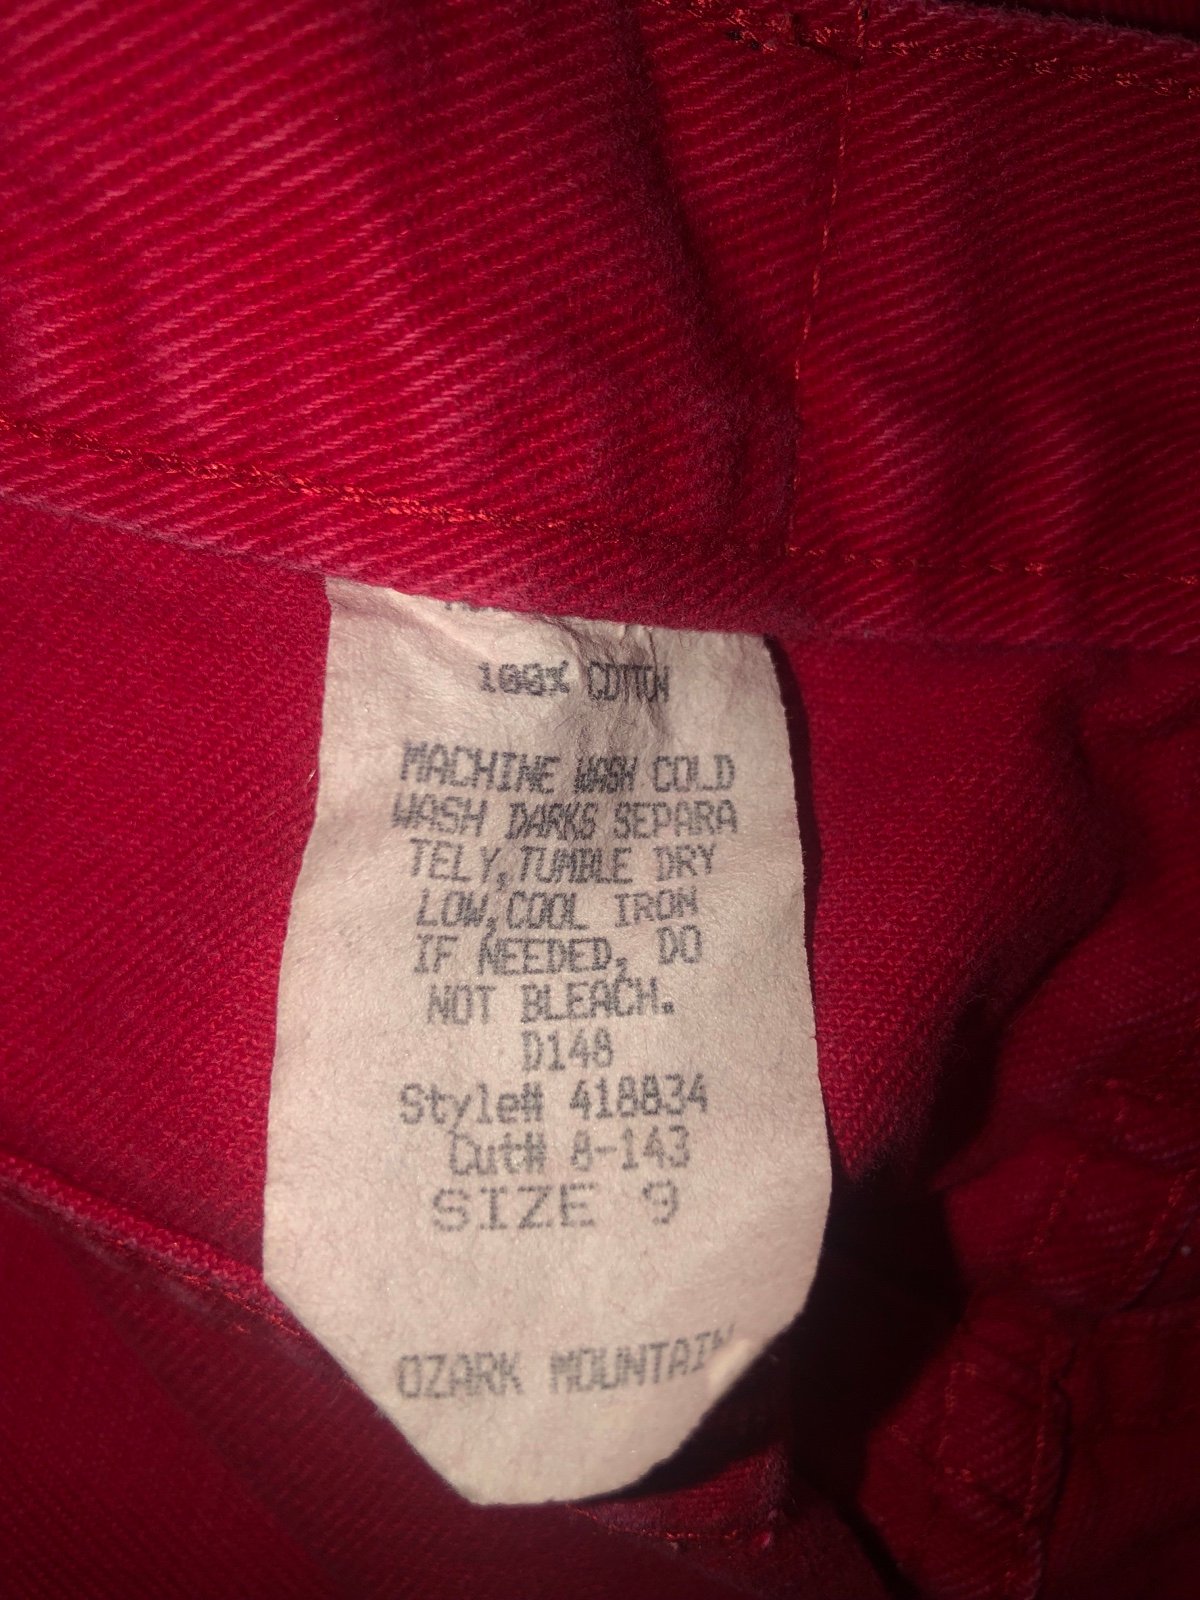 100% COTTON
MACHINE WASH COLD
WASH DARKS SEPARA
TELY,TUMBLE DRY
LOW,COOL IRON
IF NEEDED, DO
NOT BLEACH.
D148
Style# 418834
Cut# 8-143
SIZE 9
OZARK MOUNTAIN